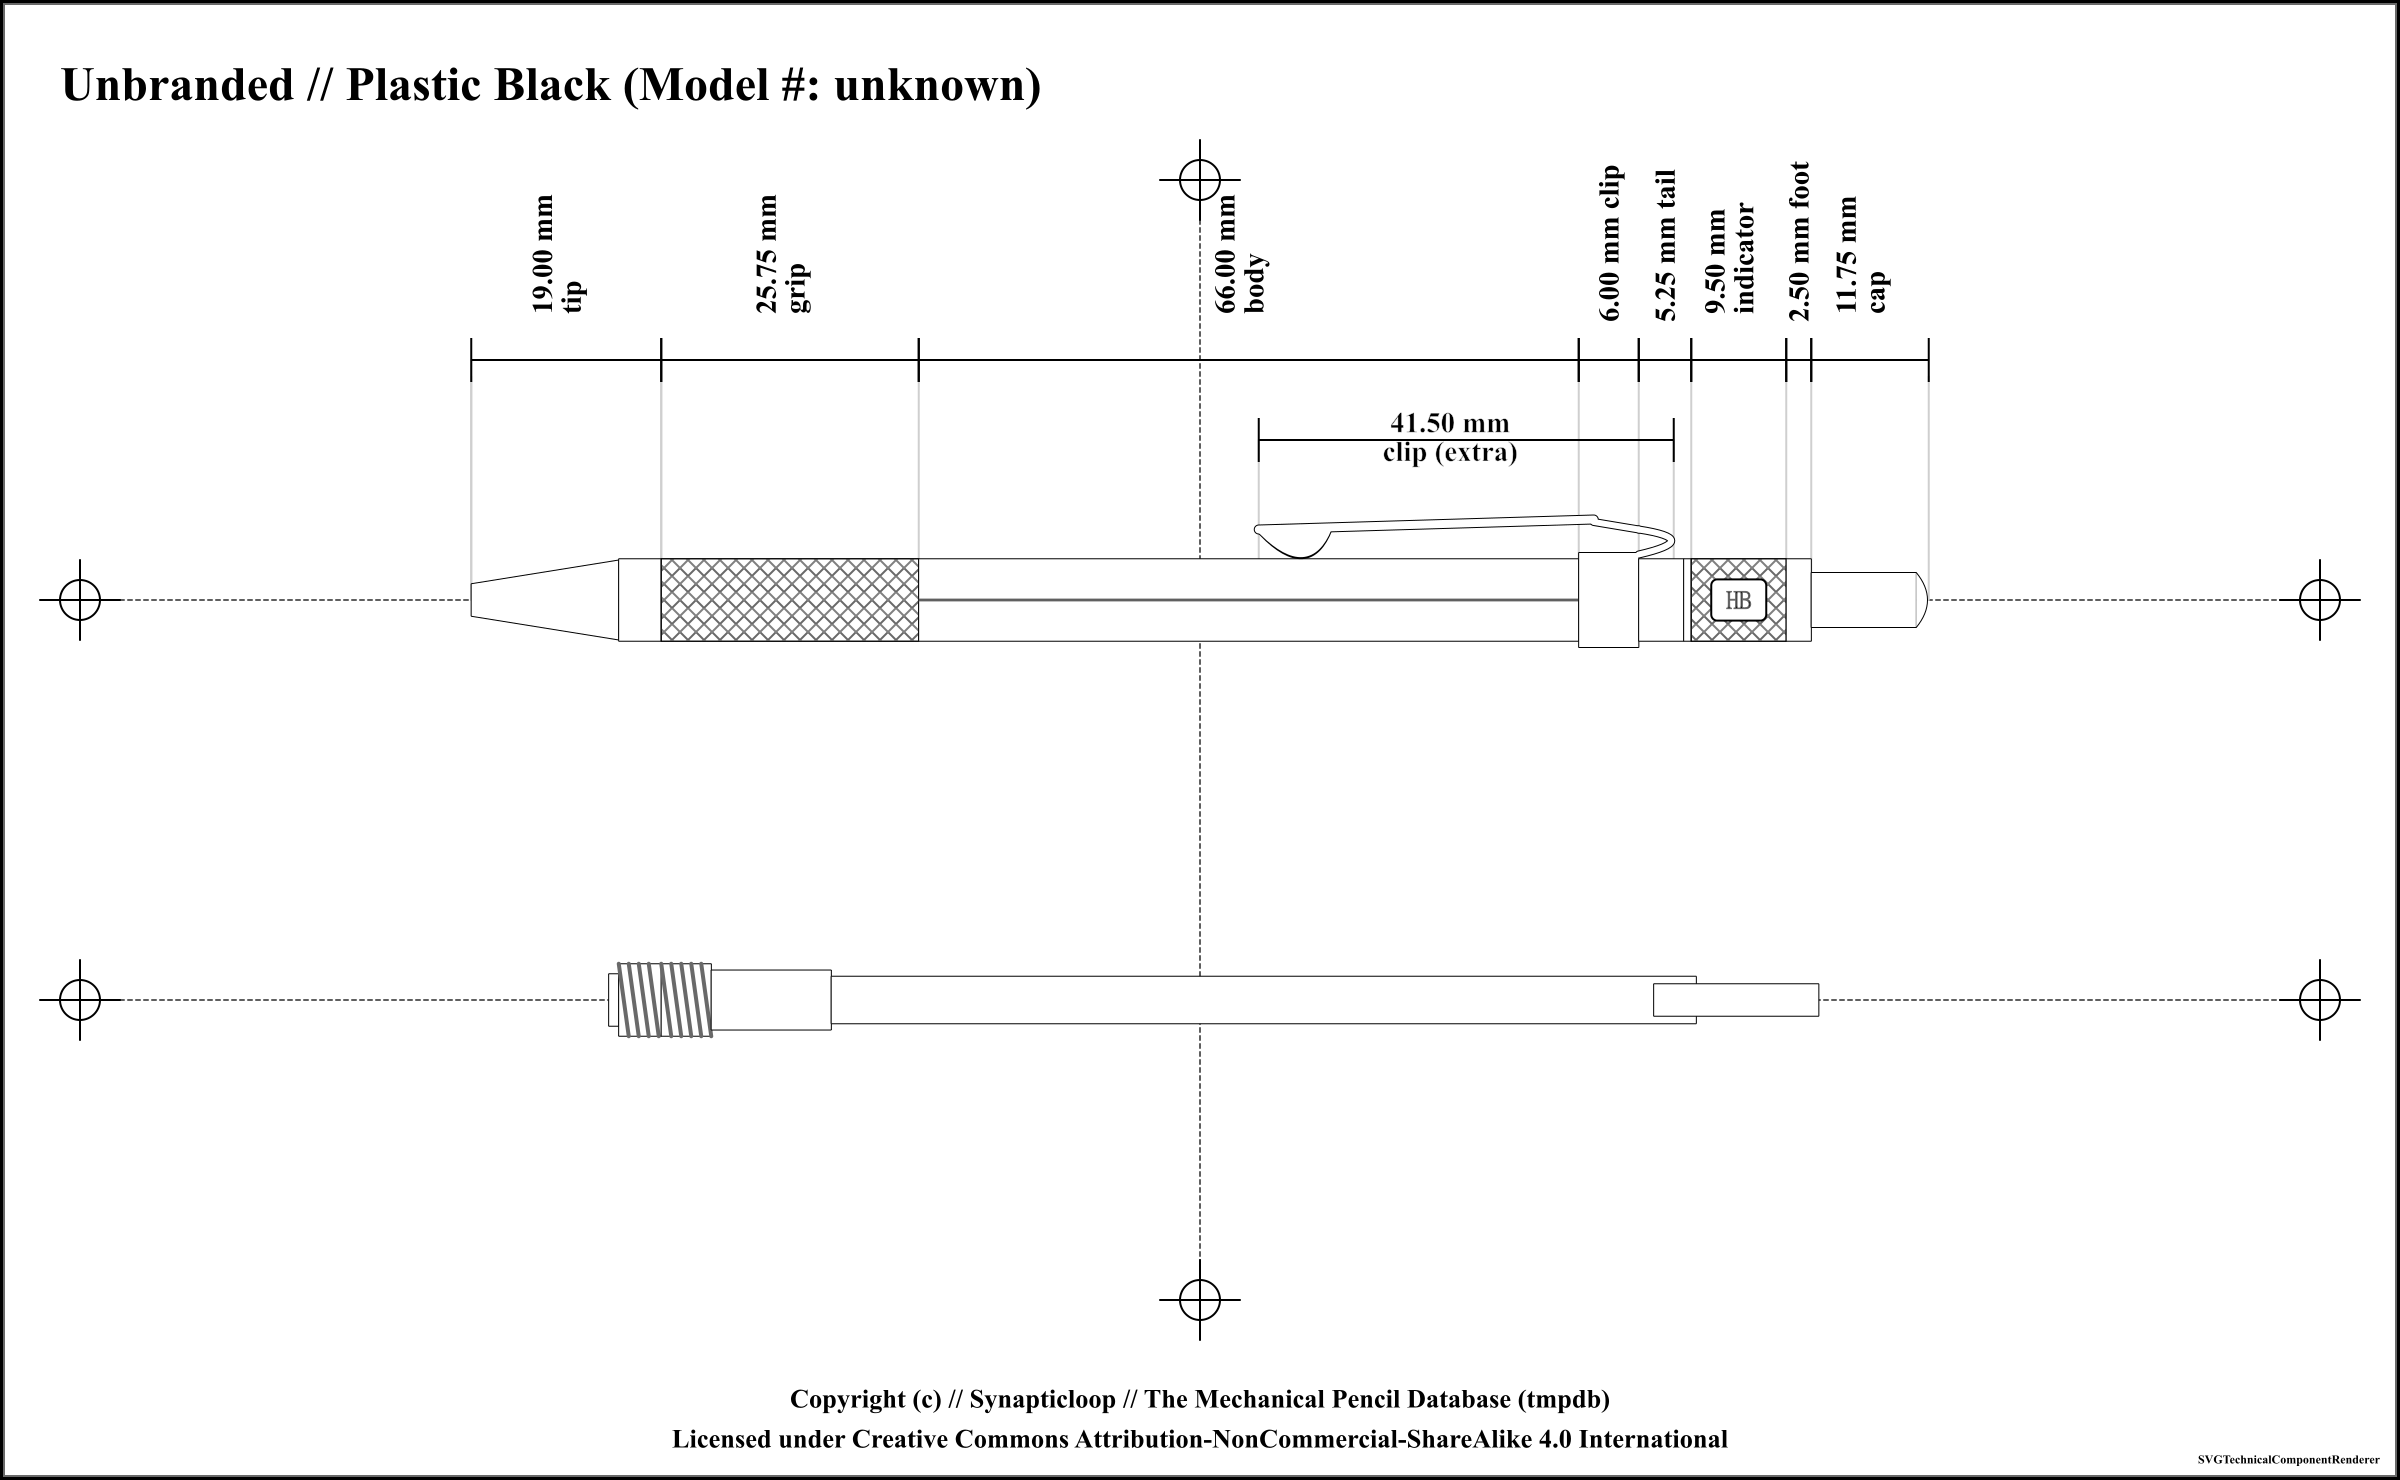 Unbranded // Plastic Black (Model #: unknown)
19.00 mm
tip
25.75 mm
grip
66.00 mm
body
6.00 mm clip
5.25 mm tail
9.50 mm
indicator
2.50 mm foot
11.75 mm
cap
41.50 mm
clip (extra)
HB
Copyright (c) // Synapticloop // The Mechanical Pencil Database (tmpdb)
Licensed under Creative Commons Attribution-NonCommercial-ShareAlike 4.0 International
SVGTechnicalComponentRenderer